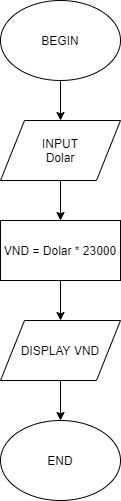 BEGIN
INPUT
Dolar
VND = Dolar * 23000
DISPLAY VND
END